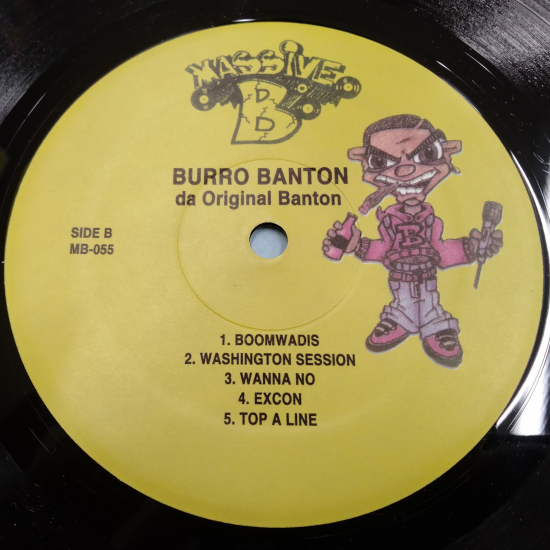 MASSIVE
B
BURRO BANTON
da Original Banton
SIDE B
MB-055
B
1. BOOMWADIS
2. WASHINGTON SESSION
3. WANNA NO
4. EXCON
5. TOP A LINE